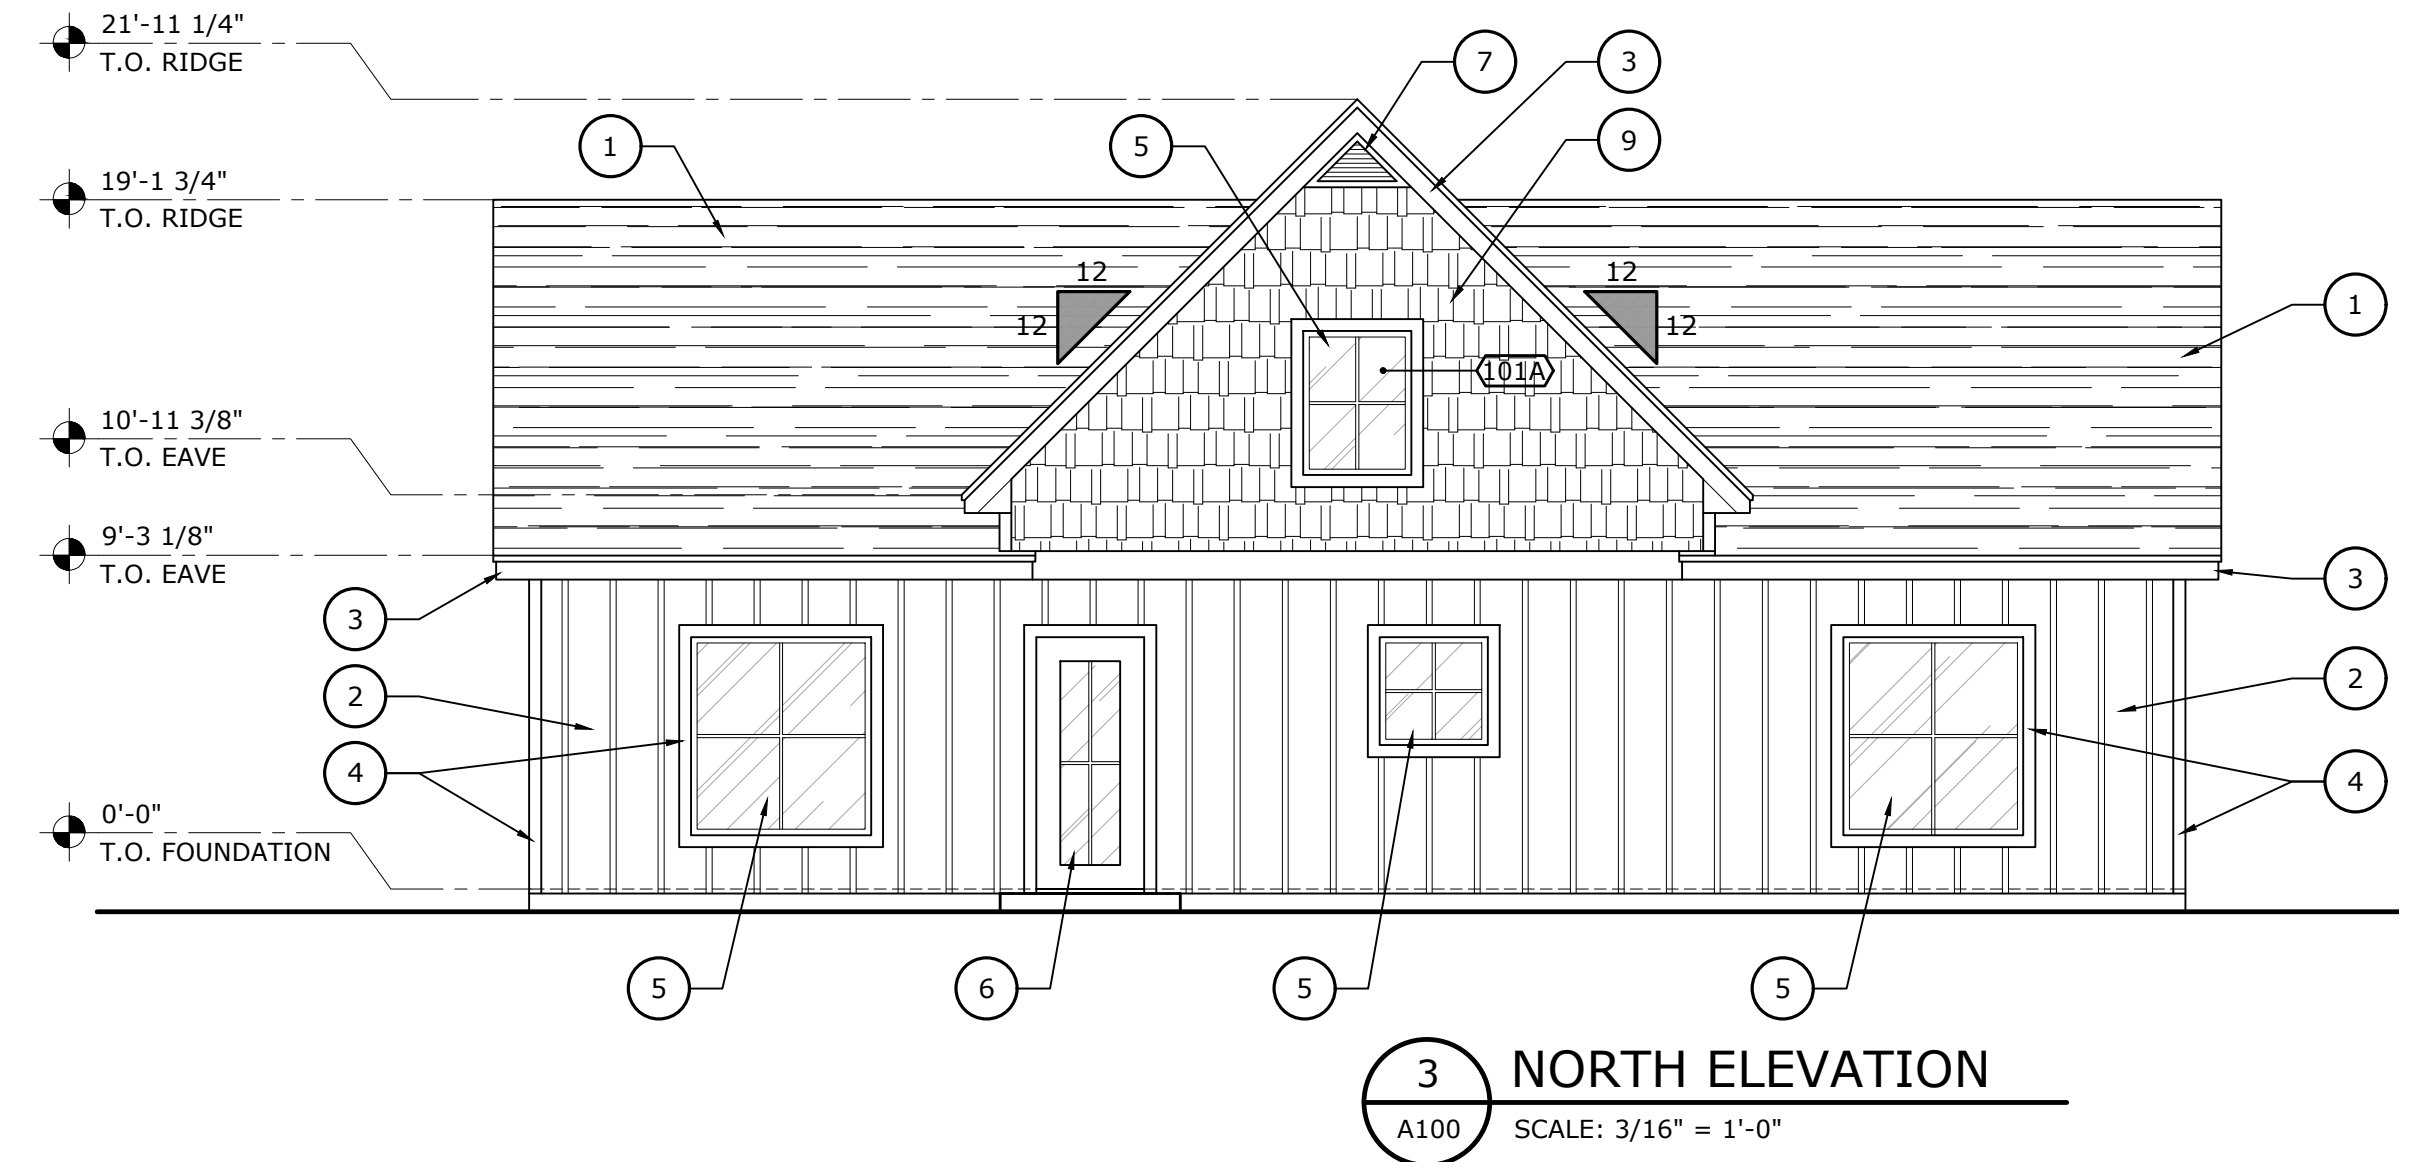 21'-11 1/4"
T.O. RIDGE
7
3
1
5
9
19'-1 3/4"
T.O. RIDGE
12
12
12
12
1
101A
10'-11 3/8"
T.O. EAVE
9'-3 1/8"
T.O. EAVE
3
3
2
2
4
4
0'-0"
T.O. FOUNDATION
5
6
5
5
3
NORTH ELEVATION
A100
SCALE: 3/16" = 1'-0"